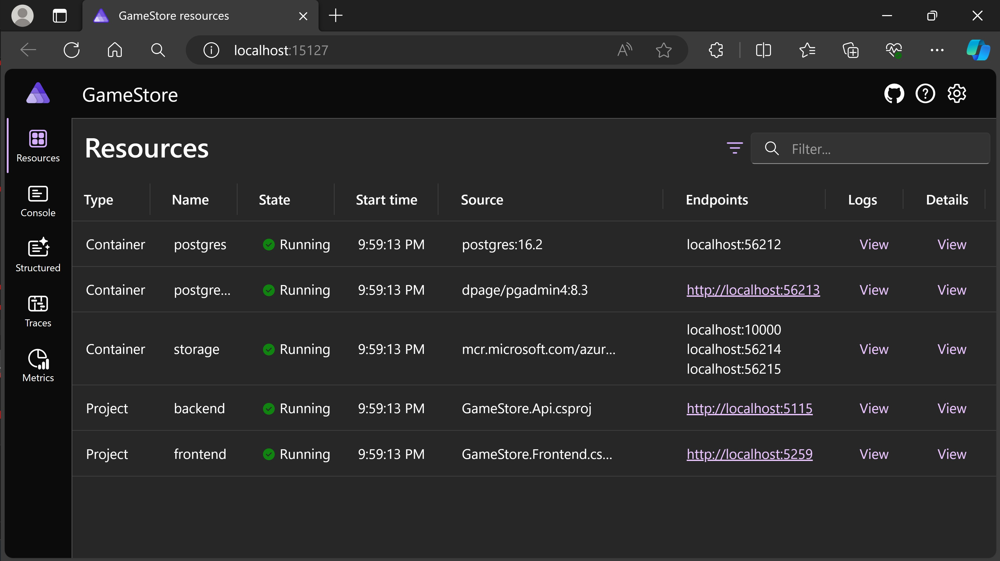 GameStore resources
localhost:15127
GameStore
Resources
Filter...
Resources
Console
Structured
Traces
Metrics
Type Name State Start time Source Endpoints Logs Details
Container postgres Running 9:59:13 PM postgres:16.2 localhost:56212 View View
Container postgre... Running 9:59:13 PM dpage/pgadmin4:8.3 http://localhost:56213 View View
Container storage Running 9:59:13 PM mcr.microsoft.com/azur... localhost:10000 View View
localhost:56214
localhost:56215
Project backend Running 9:59:13 PM GameStore.Api.csproj http://localhost:5115 View View
Project frontend Running 9:59:13 PM GameStore.Frontend.cs... http://localhost:5259 View View